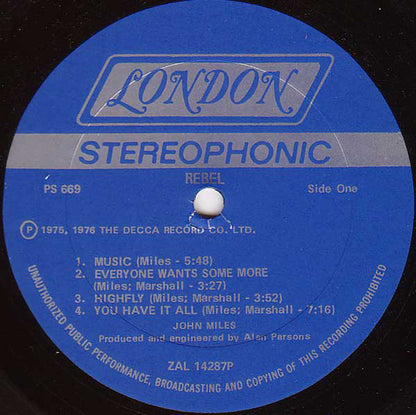 LONDON
STEREOPHONIC
REBEL
PS 669
Side One
Ⓟ 1975, 1976 THE DECCA RECORD CO. LTD.
1. MUSIC (Miles - 5:48)
2. EVERYONE WANTS SOME MORE
(Miles; Marshall - 3:27)
3. HIGHFLY (Miles; Marshall - 3:52)
4. YOU HAVE IT ALL (Miles; Marshall - 7:16)
JOHN MILES
Produced and engineered by Alan Parsons
ZAL 14287P
UNAUTHORIZED PUBLIC PERFORMANCE, BROADCASTING AND COPYING OF THIS RECORDING PROHIBITED